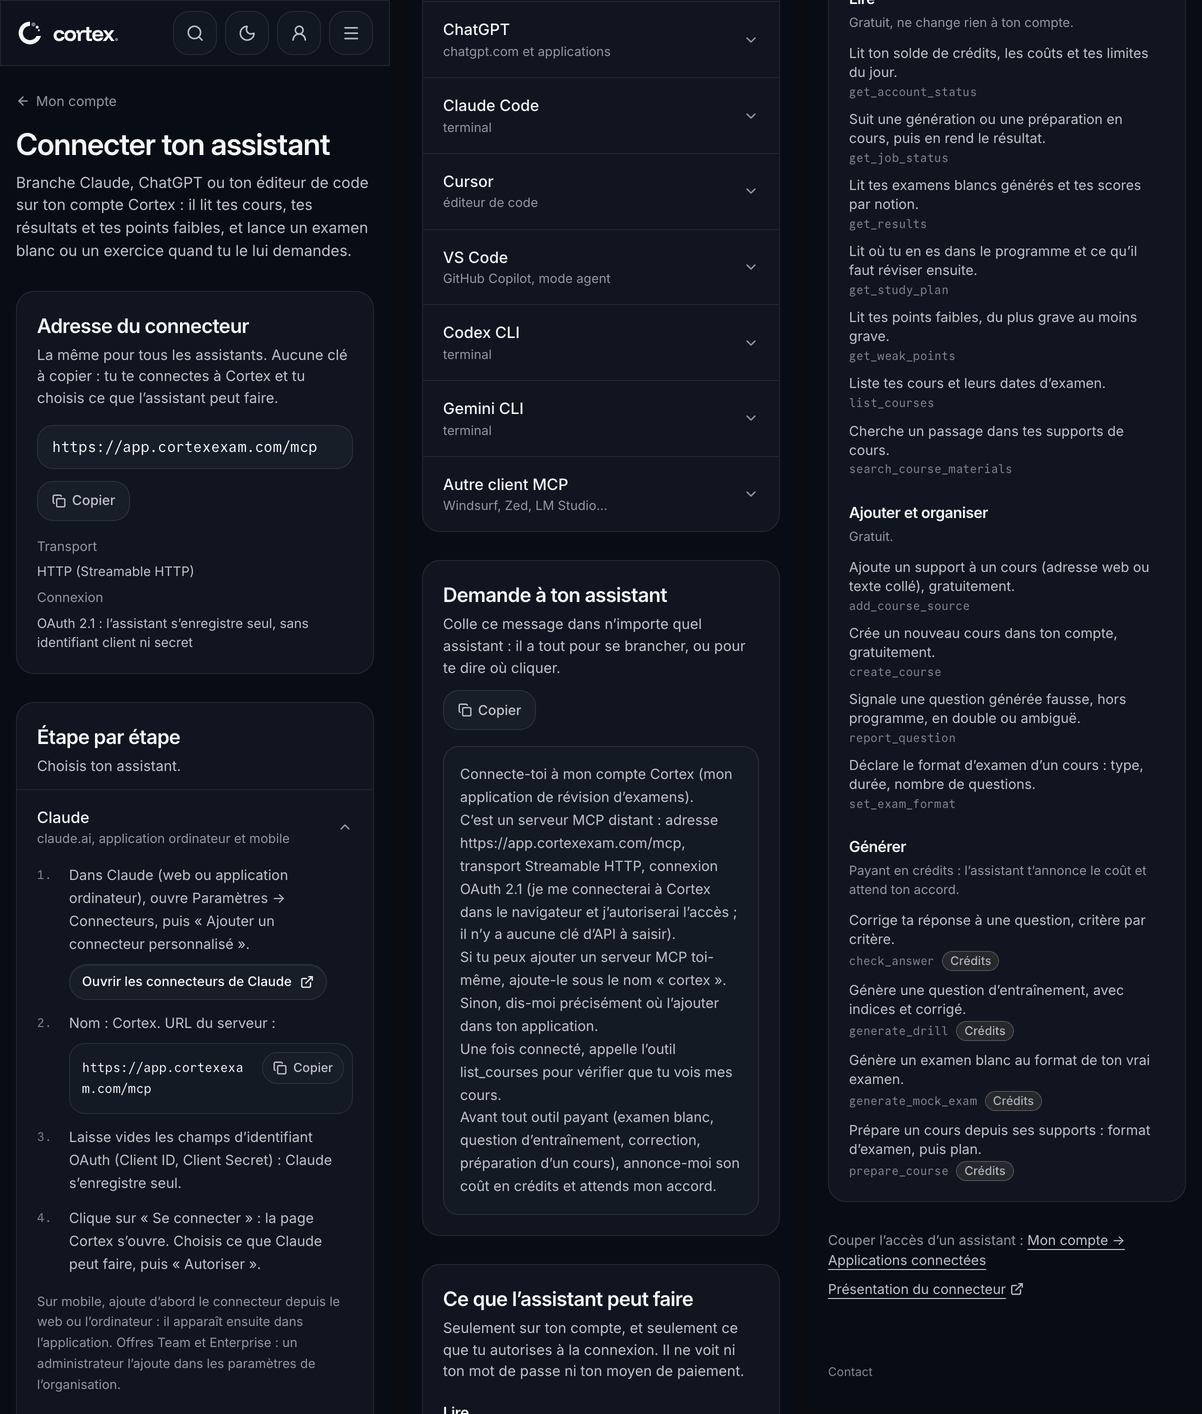 cortex.
← Mon compte
Connecter ton assistant
Branche Claude, ChatGPT ou ton éditeur de code
sur ton compte Cortex : il lit tes cours, tes
résultats et tes points faibles, et lance un examen
blanc ou un exercice quand tu le lui demandes.
Adresse du connecteur
La même pour tous les assistants. Aucune clé
à copier : tu te connectes à Cortex et tu
choisis ce que l’assistant peut faire.
https://app.cortexexam.com/mcp
Copier
Transport
HTTP (Streamable HTTP)
Connexion
OAuth 2.1 : l’assistant s’enregistre seul, sans
identifiant client ni secret
Étape par étape
Choisis ton assistant.
Claude
claude.ai, application ordinateur et mobile
1. Dans Claude (web ou application
ordinateur), ouvre Paramètres →
Connecteurs, puis « Ajouter un
connecteur personnalisé ».
Ouvrir les connecteurs de Claude
2. Nom : Cortex. URL du serveur :
https://app.cortexexa
m.com/mcp
Copier
3. Laisse vides les champs d’identifiant
OAuth (Client ID, Client Secret) : Claude
s’enregistre seul.
4. Clique sur « Se connecter » : la page
Cortex s’ouvre. Choisis ce que Claude
peut faire, puis « Autoriser ».
Sur mobile, ajoute d’abord le connecteur depuis le
web ou l’ordinateur : il apparaît ensuite dans
l’application. Offres Team et Enterprise : un
administrateur l’ajoute dans les paramètres de
l’organisation.
ChatGPT
chatgpt.com et applications
Claude Code
terminal
Cursor
éditeur de code
VS Code
GitHub Copilot, mode agent
Codex CLI
terminal
Gemini CLI
terminal
Autre client MCP
Windsurf, Zed, LM Studio…
Demande à ton assistant
Colle ce message dans n’importe quel
assistant : il a tout pour se brancher, ou pour
te dire où cliquer.
Copier
Connecte-toi à mon compte Cortex (mon
application de révision d’examens).
C’est un serveur MCP distant : adresse
https://app.cortexexam.com/mcp,
transport Streamable HTTP, connexion
OAuth 2.1 (je me connecterai à Cortex
dans le navigateur et j’autoriserai l’accès ;
il n’y a aucune clé d’API à saisir).
Si tu peux ajouter un serveur MCP toi-
même, ajoute-le sous le nom « cortex ».
Sinon, dis-moi précisément où l’ajouter
dans ton application.
Une fois connecté, appelle l’outil
list_courses pour vérifier que tu vois mes
cours.
Avant tout outil payant (examen blanc,
question d’entraînement, correction,
préparation d’un cours), annonce-moi son
coût en crédits et attends mon accord.
Ce que l’assistant peut faire
Seulement sur ton compte, et seulement ce
que tu autorises à la connexion. Il ne voit ni
ton mot de passe ni ton moyen de paiement.
Lire
Lire
Gratuit, ne change rien à ton compte.
Lit ton solde de crédits, les coûts et tes limites
du jour.
get_account_status
Suit une génération ou une préparation en
cours, puis en rend le résultat.
get_job_status
Lit tes examens blancs générés et tes scores
par notion.
get_results
Lit où tu en es dans le programme et ce qu’il
faut réviser ensuite.
get_study_plan
Lit tes points faibles, du plus grave au moins
grave.
get_weak_points
Liste tes cours et leurs dates d’examen.
list_courses
Cherche un passage dans tes supports de
cours.
search_course_materials
Ajouter et organiser
Gratuit.
Ajoute un support à un cours (adresse web ou
texte collé), gratuitement.
add_course_source
Crée un nouveau cours dans ton compte,
gratuitement.
create_course
Signale une question générée fausse, hors
programme, en double ou ambiguë.
report_question
Déclare le format d’examen d’un cours : type,
durée, nombre de questions.
set_exam_format
Générer
Payant en crédits : l’assistant t’annonce le coût et
attend ton accord.
Corrige ta réponse à une question, critère par
critère.
check_answer Crédits
Génère une question d’entraînement, avec
indices et corrigé.
generate_drill Crédits
Génère un examen blanc au format de ton vrai
examen.
generate_mock_exam Crédits
Prépare un cours depuis ses supports : format
d’examen, puis plan.
prepare_course Crédits
Couper l’accès d’un assistant : Mon compte →
Applications connectées
Présentation du connecteur
Contact